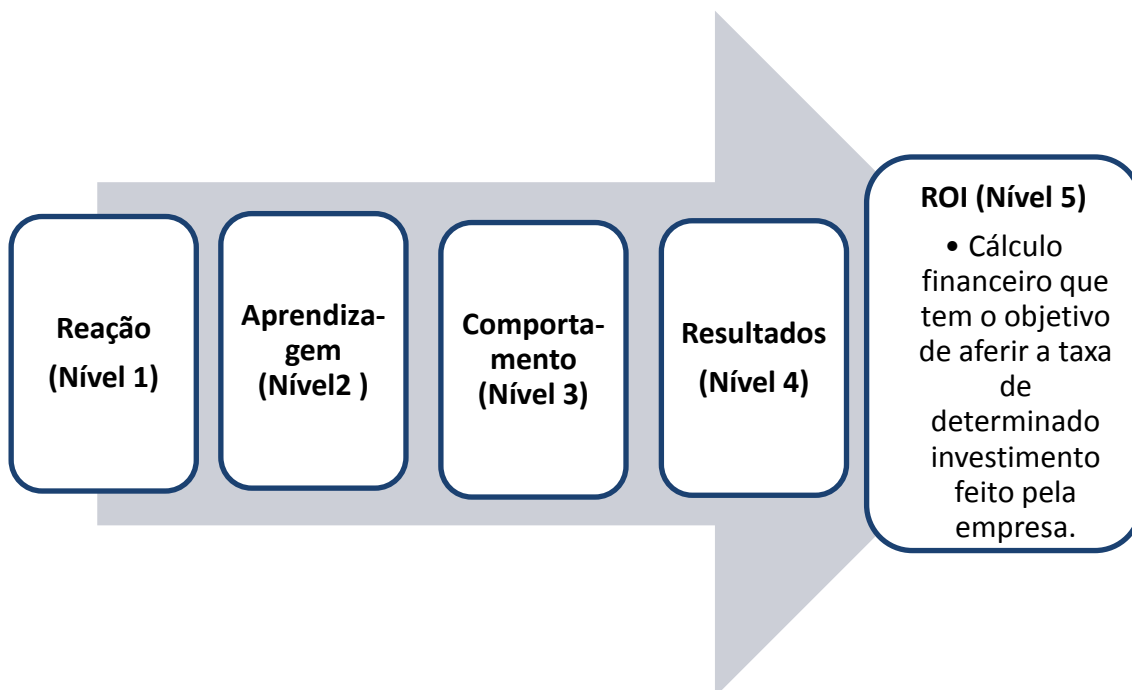 Reação
(Nível 1)
Aprendiza-
gem
(Nível2 )
Comporta-
mento
(Nível 3)
Resultados
(Nível 4)
ROI (Nível 5)
• Cálculo
financeiro que
tem o objetivo
de aferir a taxa
de
determinado
investimento
feito pela
empresa.